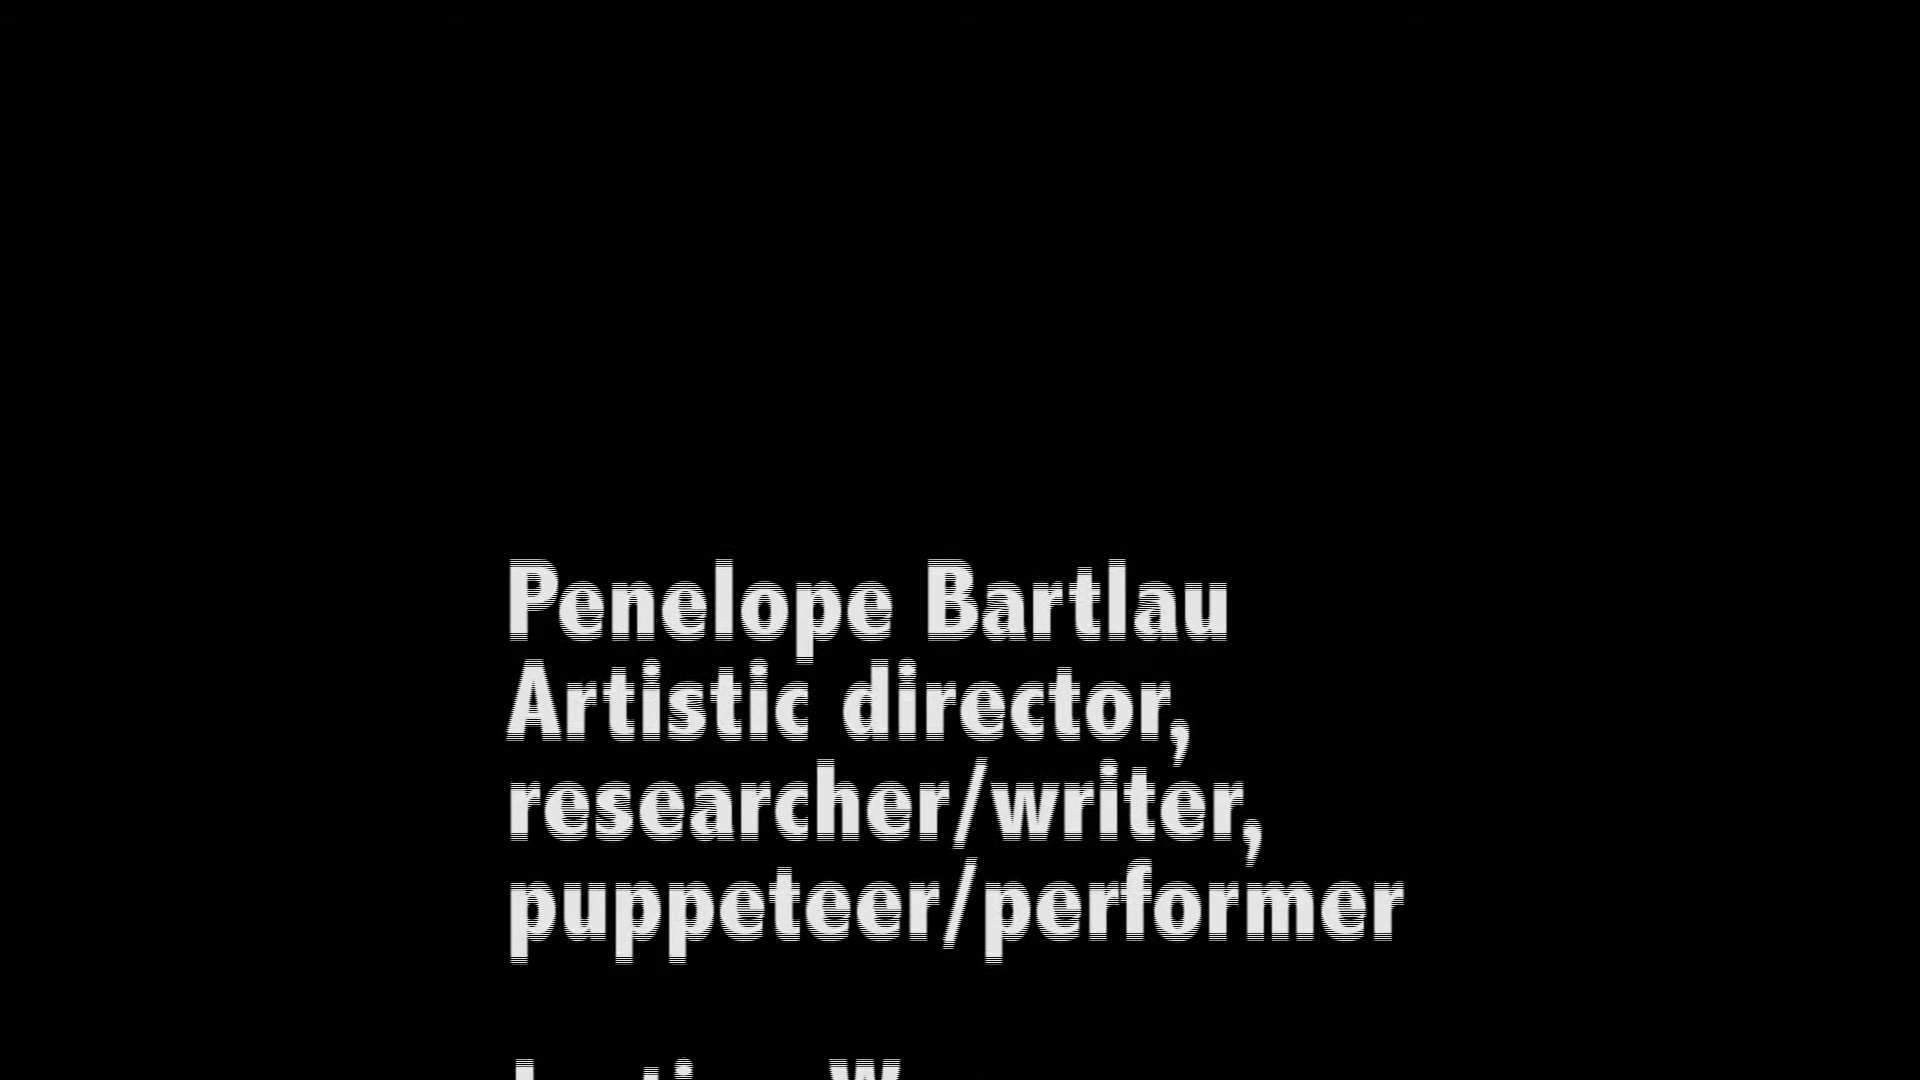 Penelope Bartlau
Artistic director,
researcher/writer,
puppeteer/performer